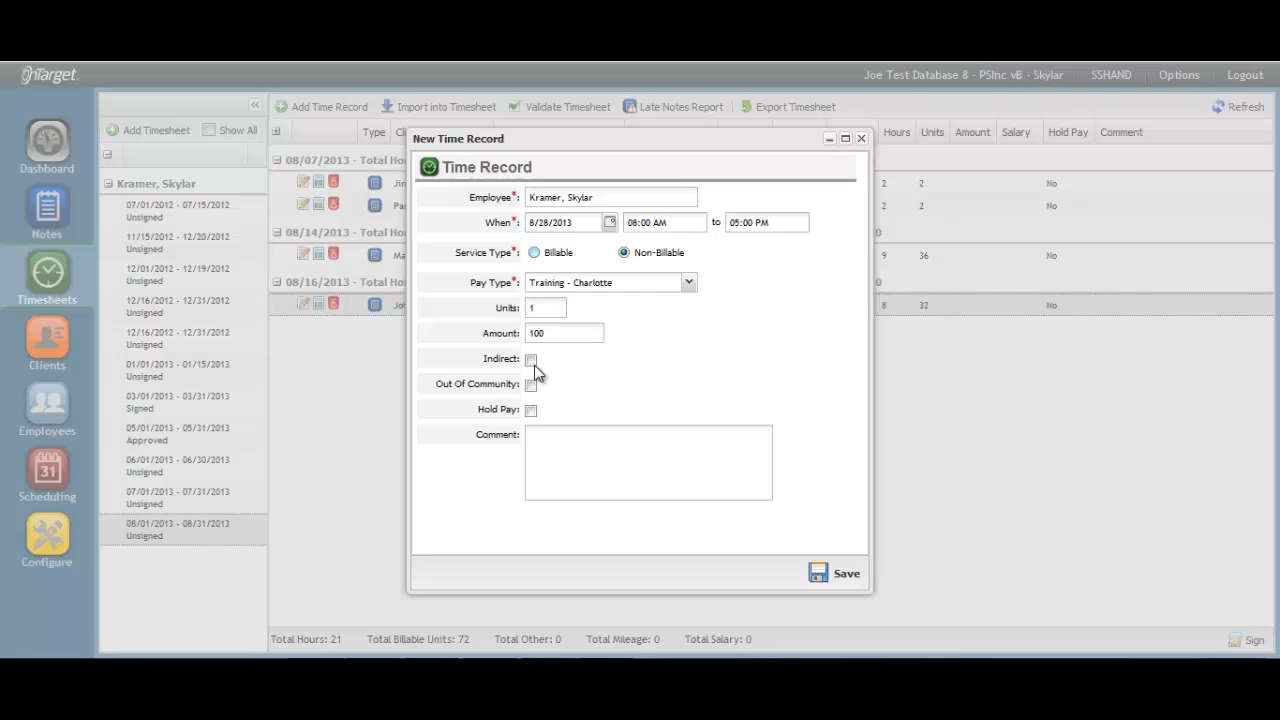 OnTarget
Joe Test Database 8 - PSInc vB - Skylar SSHAND Options Logout
Add Time Record Import into Timesheet Validate Timesheet Late Notes Report Export Timesheet Refresh
Add Timesheet Show All
Type Hours Units Amount Salary Hold Pay Comment
Dashboard
Notes
Timesheets
Clients
Employees
31
Scheduling
Configure
Kramer, Skylar
07/01/2012 - 07/15/2012
Unsigned
11/15/2012 - 12/20/2012
Unsigned
12/01/2012 - 12/19/2012
Unsigned
12/16/2012 - 12/31/2012
Unsigned
12/16/2012 - 12/31/2012
Unsigned
01/01/2013 - 01/15/2013
Unsigned
03/01/2013 - 03/31/2013
Signed
05/01/2013 - 05/31/2013
Approved
06/01/2013 - 06/30/2013
Unsigned
07/01/2013 - 07/31/2013
Unsigned
08/01/2013 - 08/31/2013
Unsigned
08/07/2013 - Total Ho
2 2 No
2 2 No
08/14/2013 - Total Ho 0
9 36 No
08/16/2013 - Total Ho 0
8 32 No
New Time Record
Time Record
Employee*: Kramer, Skylar
When*: 8/28/2013 08:00 AM to 05:00 PM
Service Type*: Billable Non-Billable
Pay Type*: Training - Charlotte
Units: 1
Amount: 100
Indirect:
Out Of Community:
Hold Pay:
Comment:
Save
Total Hours: 21 Total Billable Units: 72 Total Other: 0 Total Mileage: 0 Total Salary: 0 Sign